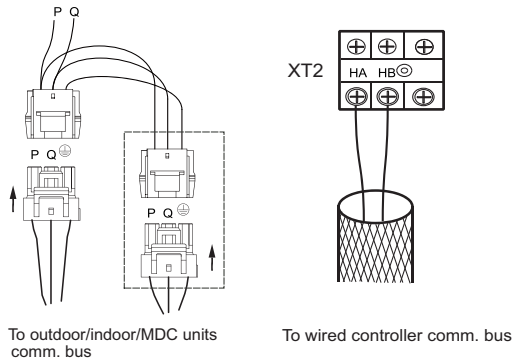 P Q
XT2
HA HB
P Q
P Q
To outdoor/indoor/MDC units
comm. bus
To wired controller comm. bus